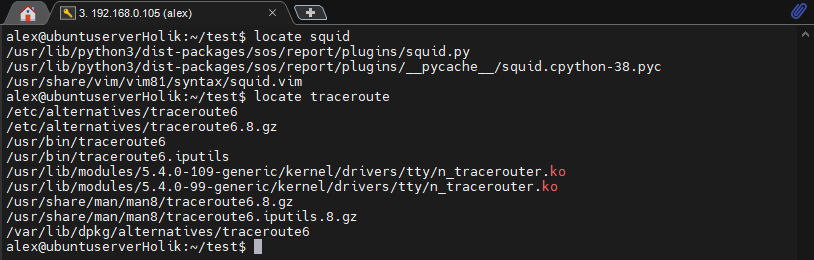 3. 192.168.0.105 (alex)
alex@ubuntuserverHolik:~/test$ locate squid
/usr/lib/python3/dist-packages/sos/report/plugins/squid.py
/usr/lib/python3/dist-packages/sos/report/plugins/__pycache__/squid.cpython-38.pyc
/usr/share/vim/vim81/syntax/squid.vim
alex@ubuntuserverHolik:~/test$ locate traceroute
/etc/alternatives/traceroute6
/etc/alternatives/traceroute6.8.gz
/usr/bin/traceroute6
/usr/bin/traceroute6.iputils
/usr/lib/modules/5.4.0-109-generic/kernel/drivers/tty/n_tracerouter.ko
/usr/lib/modules/5.4.0-99-generic/kernel/drivers/tty/n_tracerouter.ko
/usr/share/man/man8/traceroute6.8.gz
/usr/share/man/man8/traceroute6.iputils.8.gz
/var/lib/dpkg/alternatives/traceroute6
alex@ubuntuserverHolik:~/test$